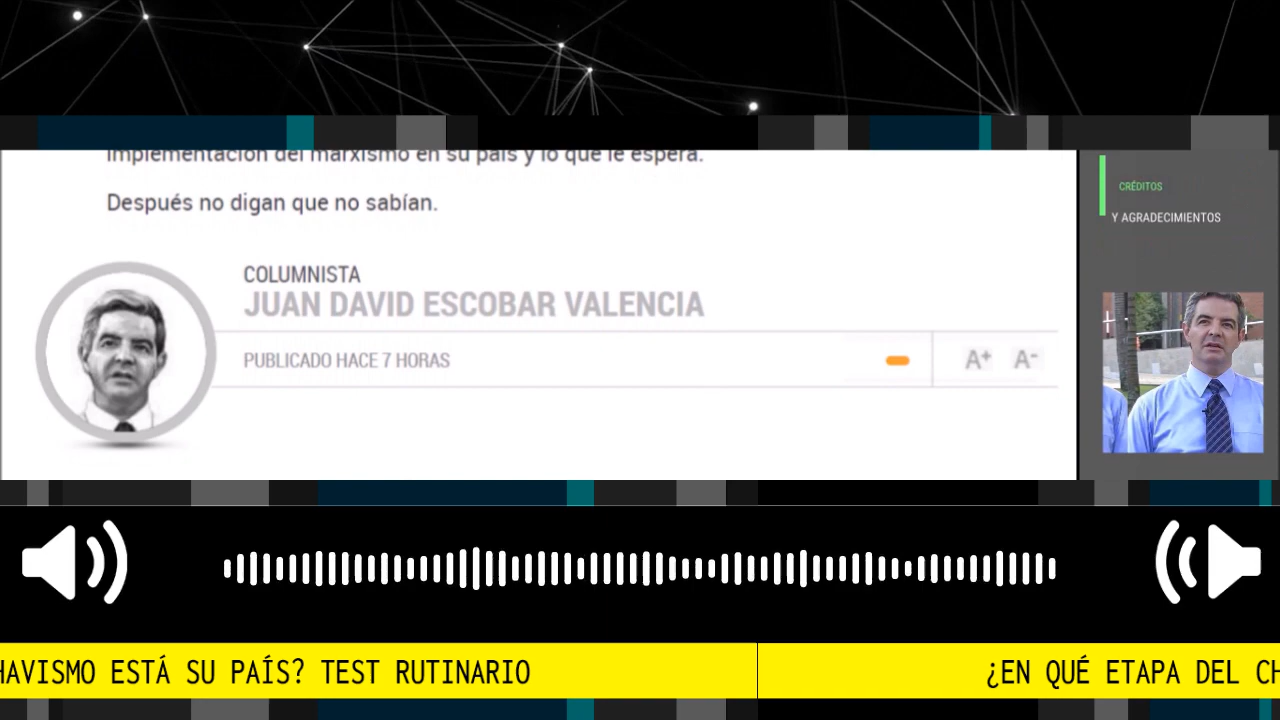 implementación del marxismo en su país y lo que le espera.
Después no digan que no sabían.
COLUMNISTA
JUAN DAVID ESCOBAR VALENCIA
PUBLICADO HACE 7 HORAS
A+ A-
CRÉDITOS
Y AGRADECIMIENTOS
HAVISMO ESTÁ SU PAÍS? TEST RUTINARIO
¿EN QUÉ ETAPA DEL CH